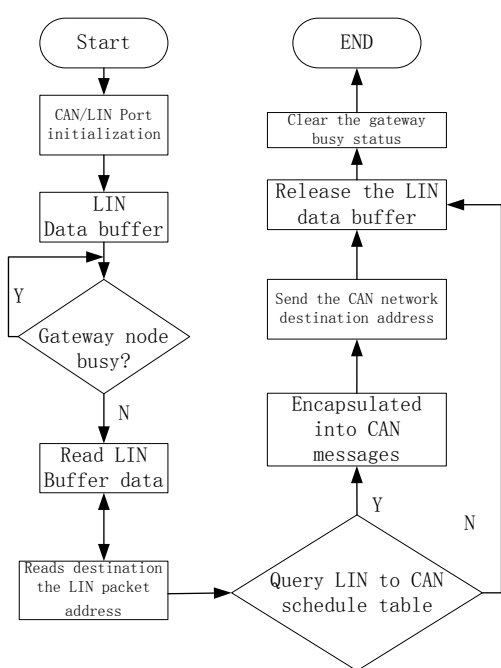 Start
CAN/LIN Port
initialization
LIN
Data buffer
Y
Gateway node
busy?
N
Read LIN
Buffer data
Reads destination
the LIN packet
address
Query LIN to CAN
schedule table
Y
N
Encapsulated
into CAN
messages
Send the CAN network
destination address
Release the LIN
data buffer
Clear the gateway
busy status
END